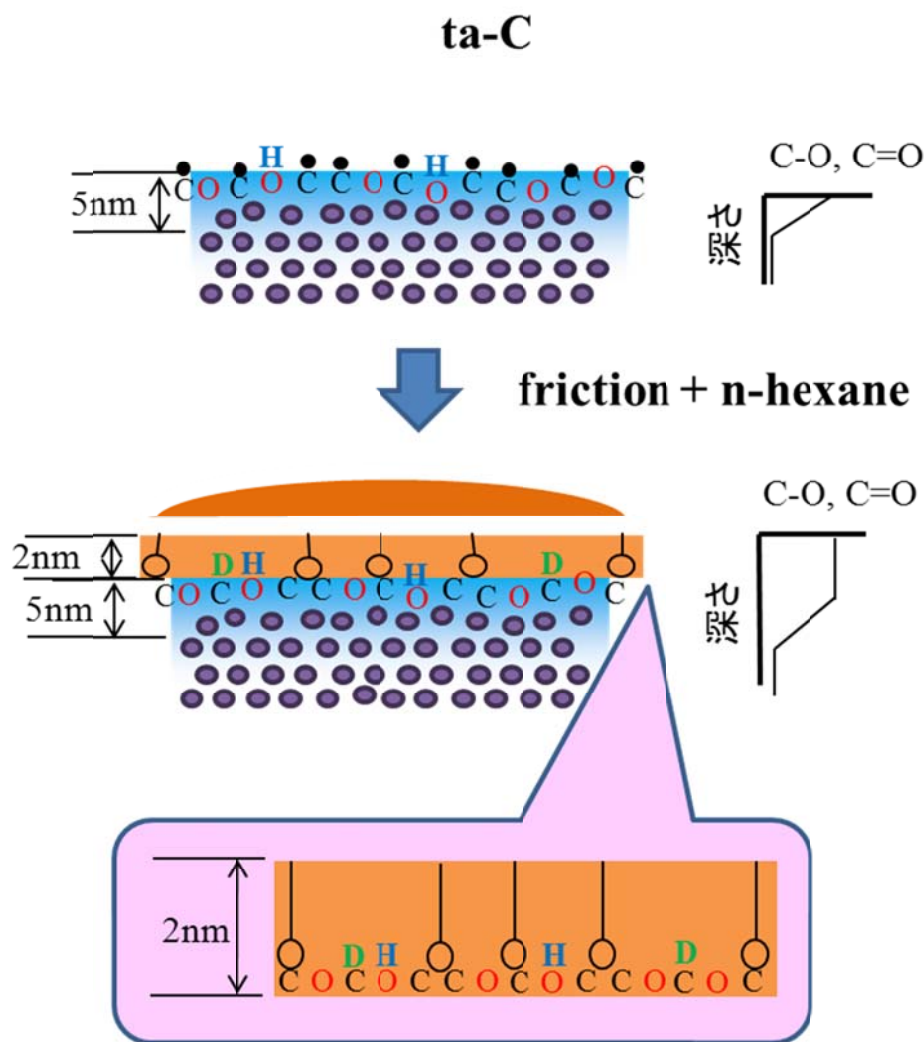 ta-C
H H
C O C O C C O C O C C O C O C
5nm
C-O, C=O
深さ
friction + n-hexane
C-O, C=O
2nm
D H H D
C O C O C C O C O C C O C O C
5nm
深さ
2nm
D H H D
C O C O C C O C O C C O C O C